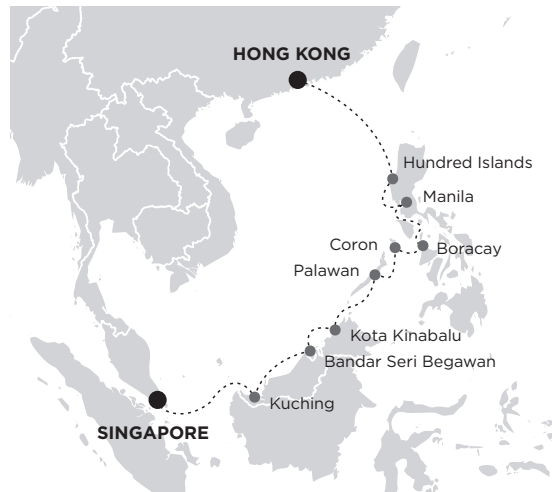 HONG KONG
Hundred Islands
Manila
Coron
Boracay
Palawan
Kota Kinabalu
Bandar Seri Begawan
Kuching
SINGAPORE